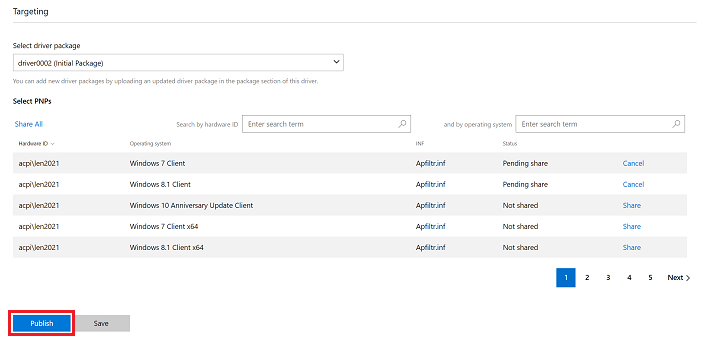 Targeting
Select driver package
driver0002 (Initial Package)
You can add new driver packages by uploading an updated driver package in the package section of this driver.
Select PNPs
Share All Search by hardware ID Enter search term and by operating system Enter search term
Hardware ID Operating system INF Status
acpi\len2021 Windows 7 Client Apfiltr.inf Pending share Cancel
acpi\len2021 Windows 8.1 Client Apfiltr.inf Pending share Cancel
acpi\len2021 Windows 10 Anniversary Update Client Apfiltr.inf Not shared Share
acpi\len2021 Windows 7 Client x64 Apfiltr.inf Not shared Share
acpi\len2021 Windows 8.1 Client x64 Apfiltr.inf Not shared Share
1 2 3 4 5 Next
Publish Save